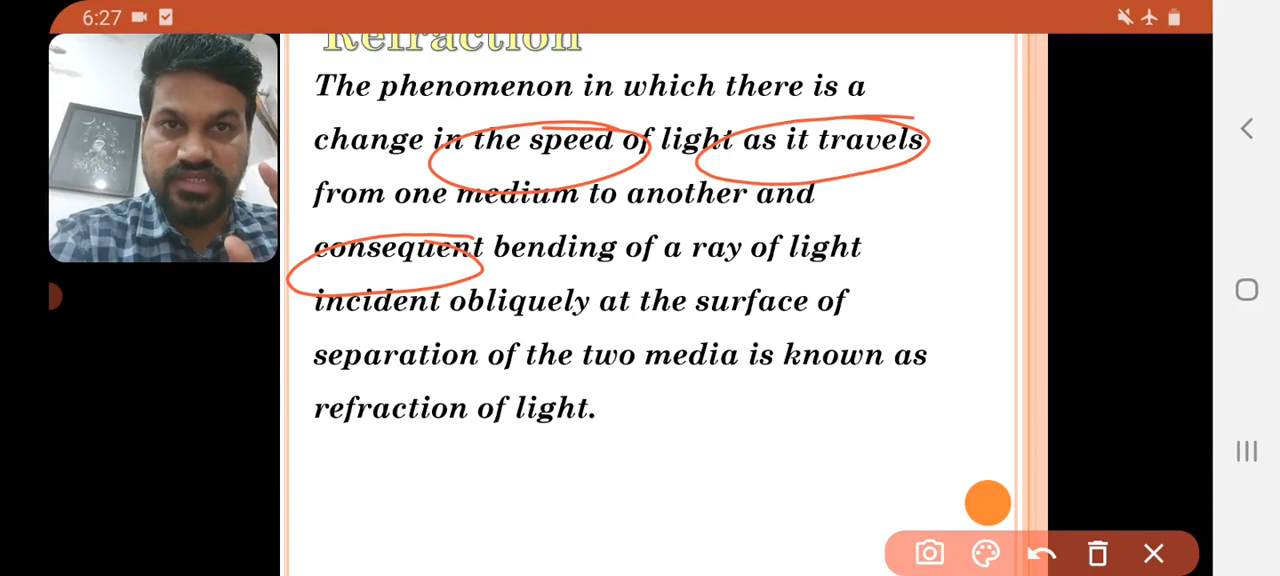 6:27
Refraction
The phenomenon in which there is a
change in the speed of light as it travels
from one medium to another and
consequent bending of a ray of light
incident obliquely at the surface of
separation of the two media is known as
refraction of light.